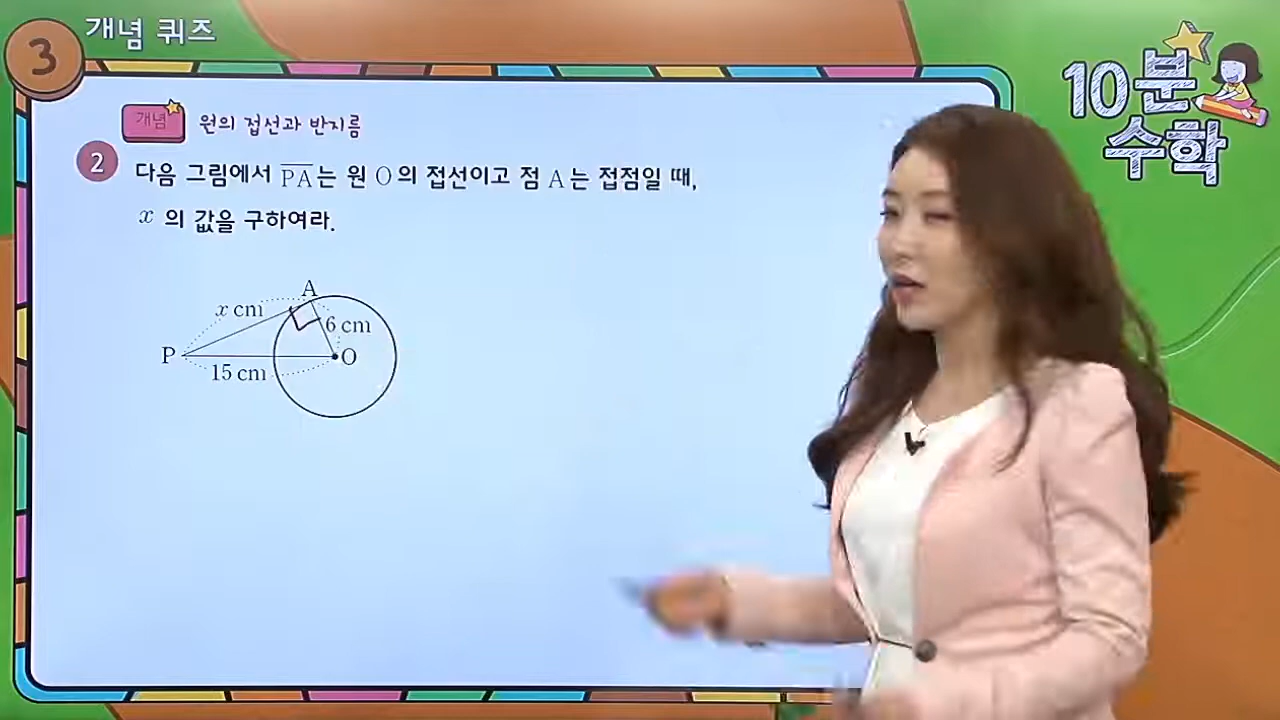 3 개념 퀴즈
10분
수학
개념 원의 접선과 반지름
2 다음 그림에서 PA는 원 O의 접선이고 점 A는 접점일 때,
x 의 값을 구하여라.
A
x cm
6 cm
P
O
15 cm